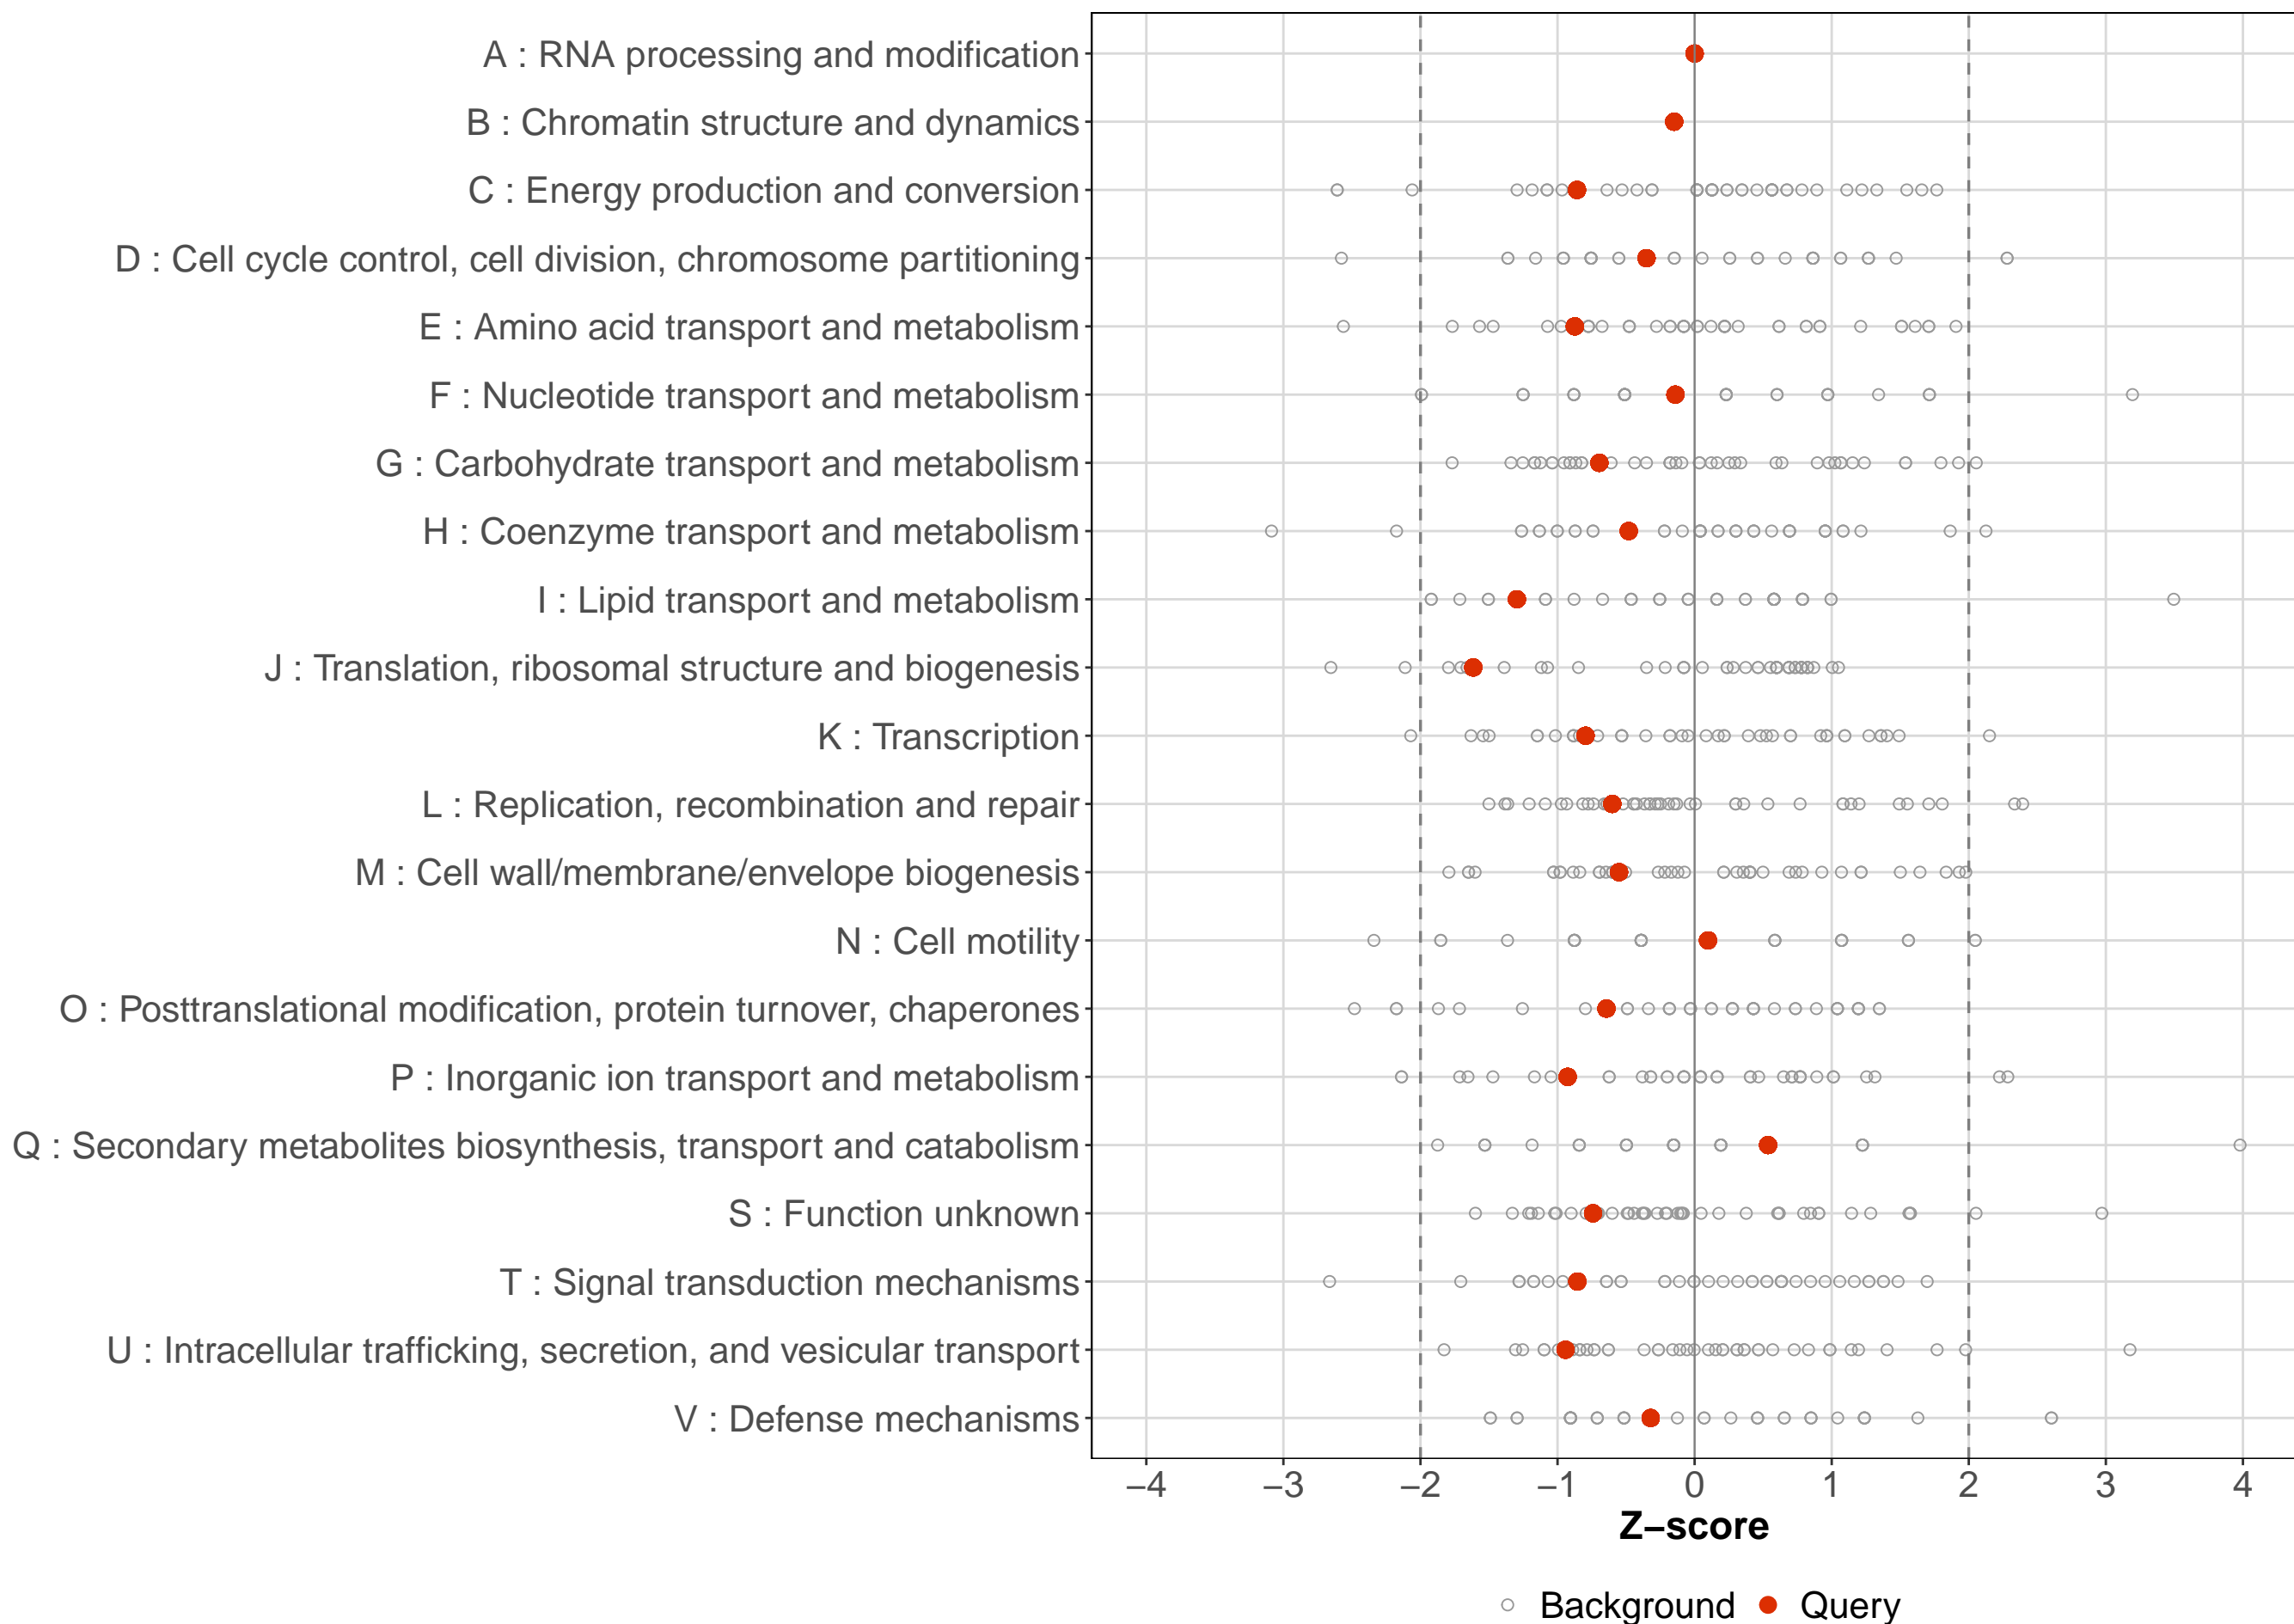 A : RNA processing and modification
B : Chromatin structure and dynamics
C : Energy production and conversion
D : Cell cycle control, cell division, chromosome partitioning
E : Amino acid transport and metabolism
F : Nucleotide transport and metabolism
G : Carbohydrate transport and metabolism
H : Coenzyme transport and metabolism
I : Lipid transport and metabolism
J : Translation, ribosomal structure and biogenesis
K : Transcription
L : Replication, recombination and repair
M : Cell wall/membrane/envelope biogenesis
N : Cell motility
O : Posttranslational modification, protein turnover, chaperones
P : Inorganic ion transport and metabolism
Q : Secondary metabolites biosynthesis, transport and catabolism
S : Function unknown
T : Signal transduction mechanisms
U : Intracellular trafficking, secretion, and vesicular transport
V : Defense mechanisms
−4 −3 −2 −1 0 1 2 3 4
Z−score
Background Query